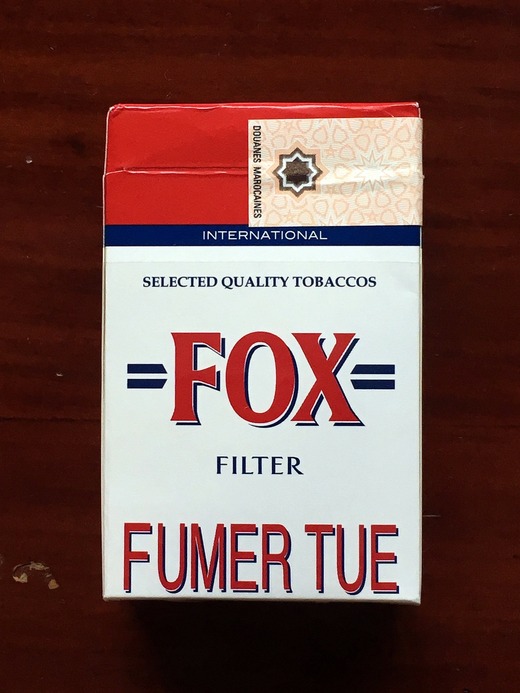 DOUANES MAROCAINES
INTERNATIONAL
SELECTED QUALITY TOBACCOS
=FOX=
FILTER
FUMER TUE